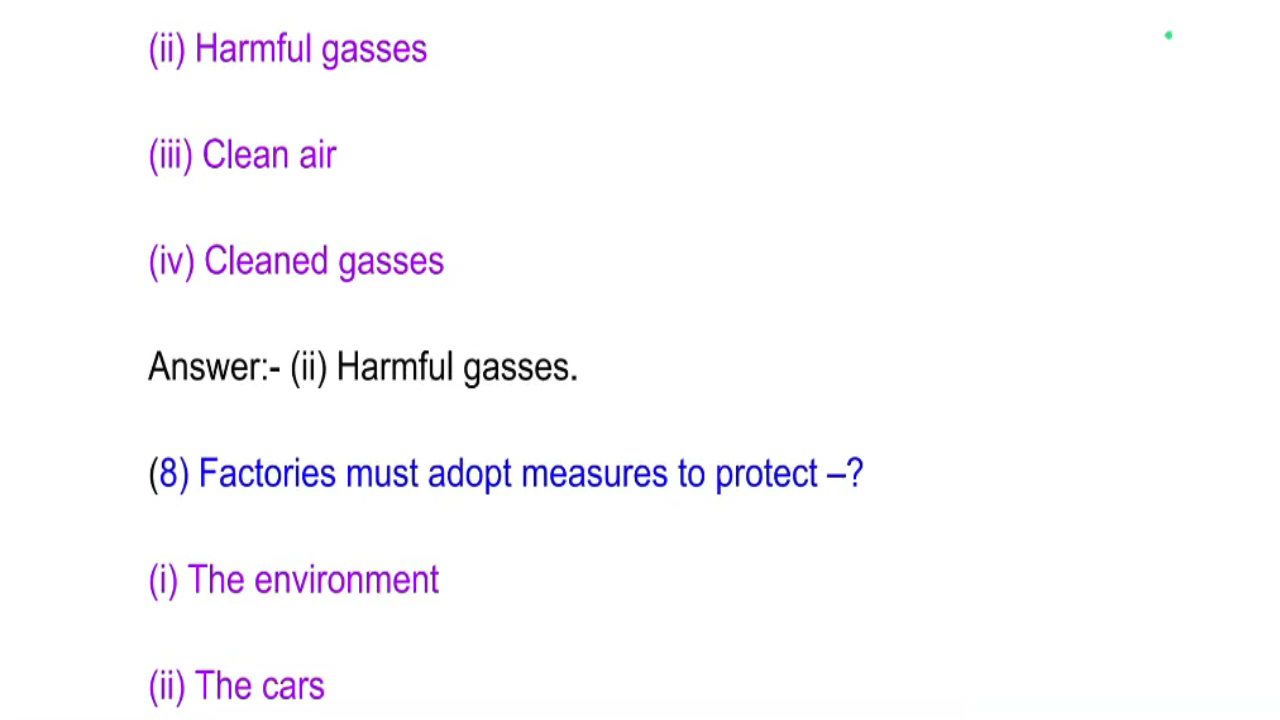 (ii) Harmful gasses
(iii) Clean air
(iv) Cleaned gasses
Answer:- (ii) Harmful gasses.
(8) Factories must adopt measures to protect –?
(i) The environment
(ii) The cars